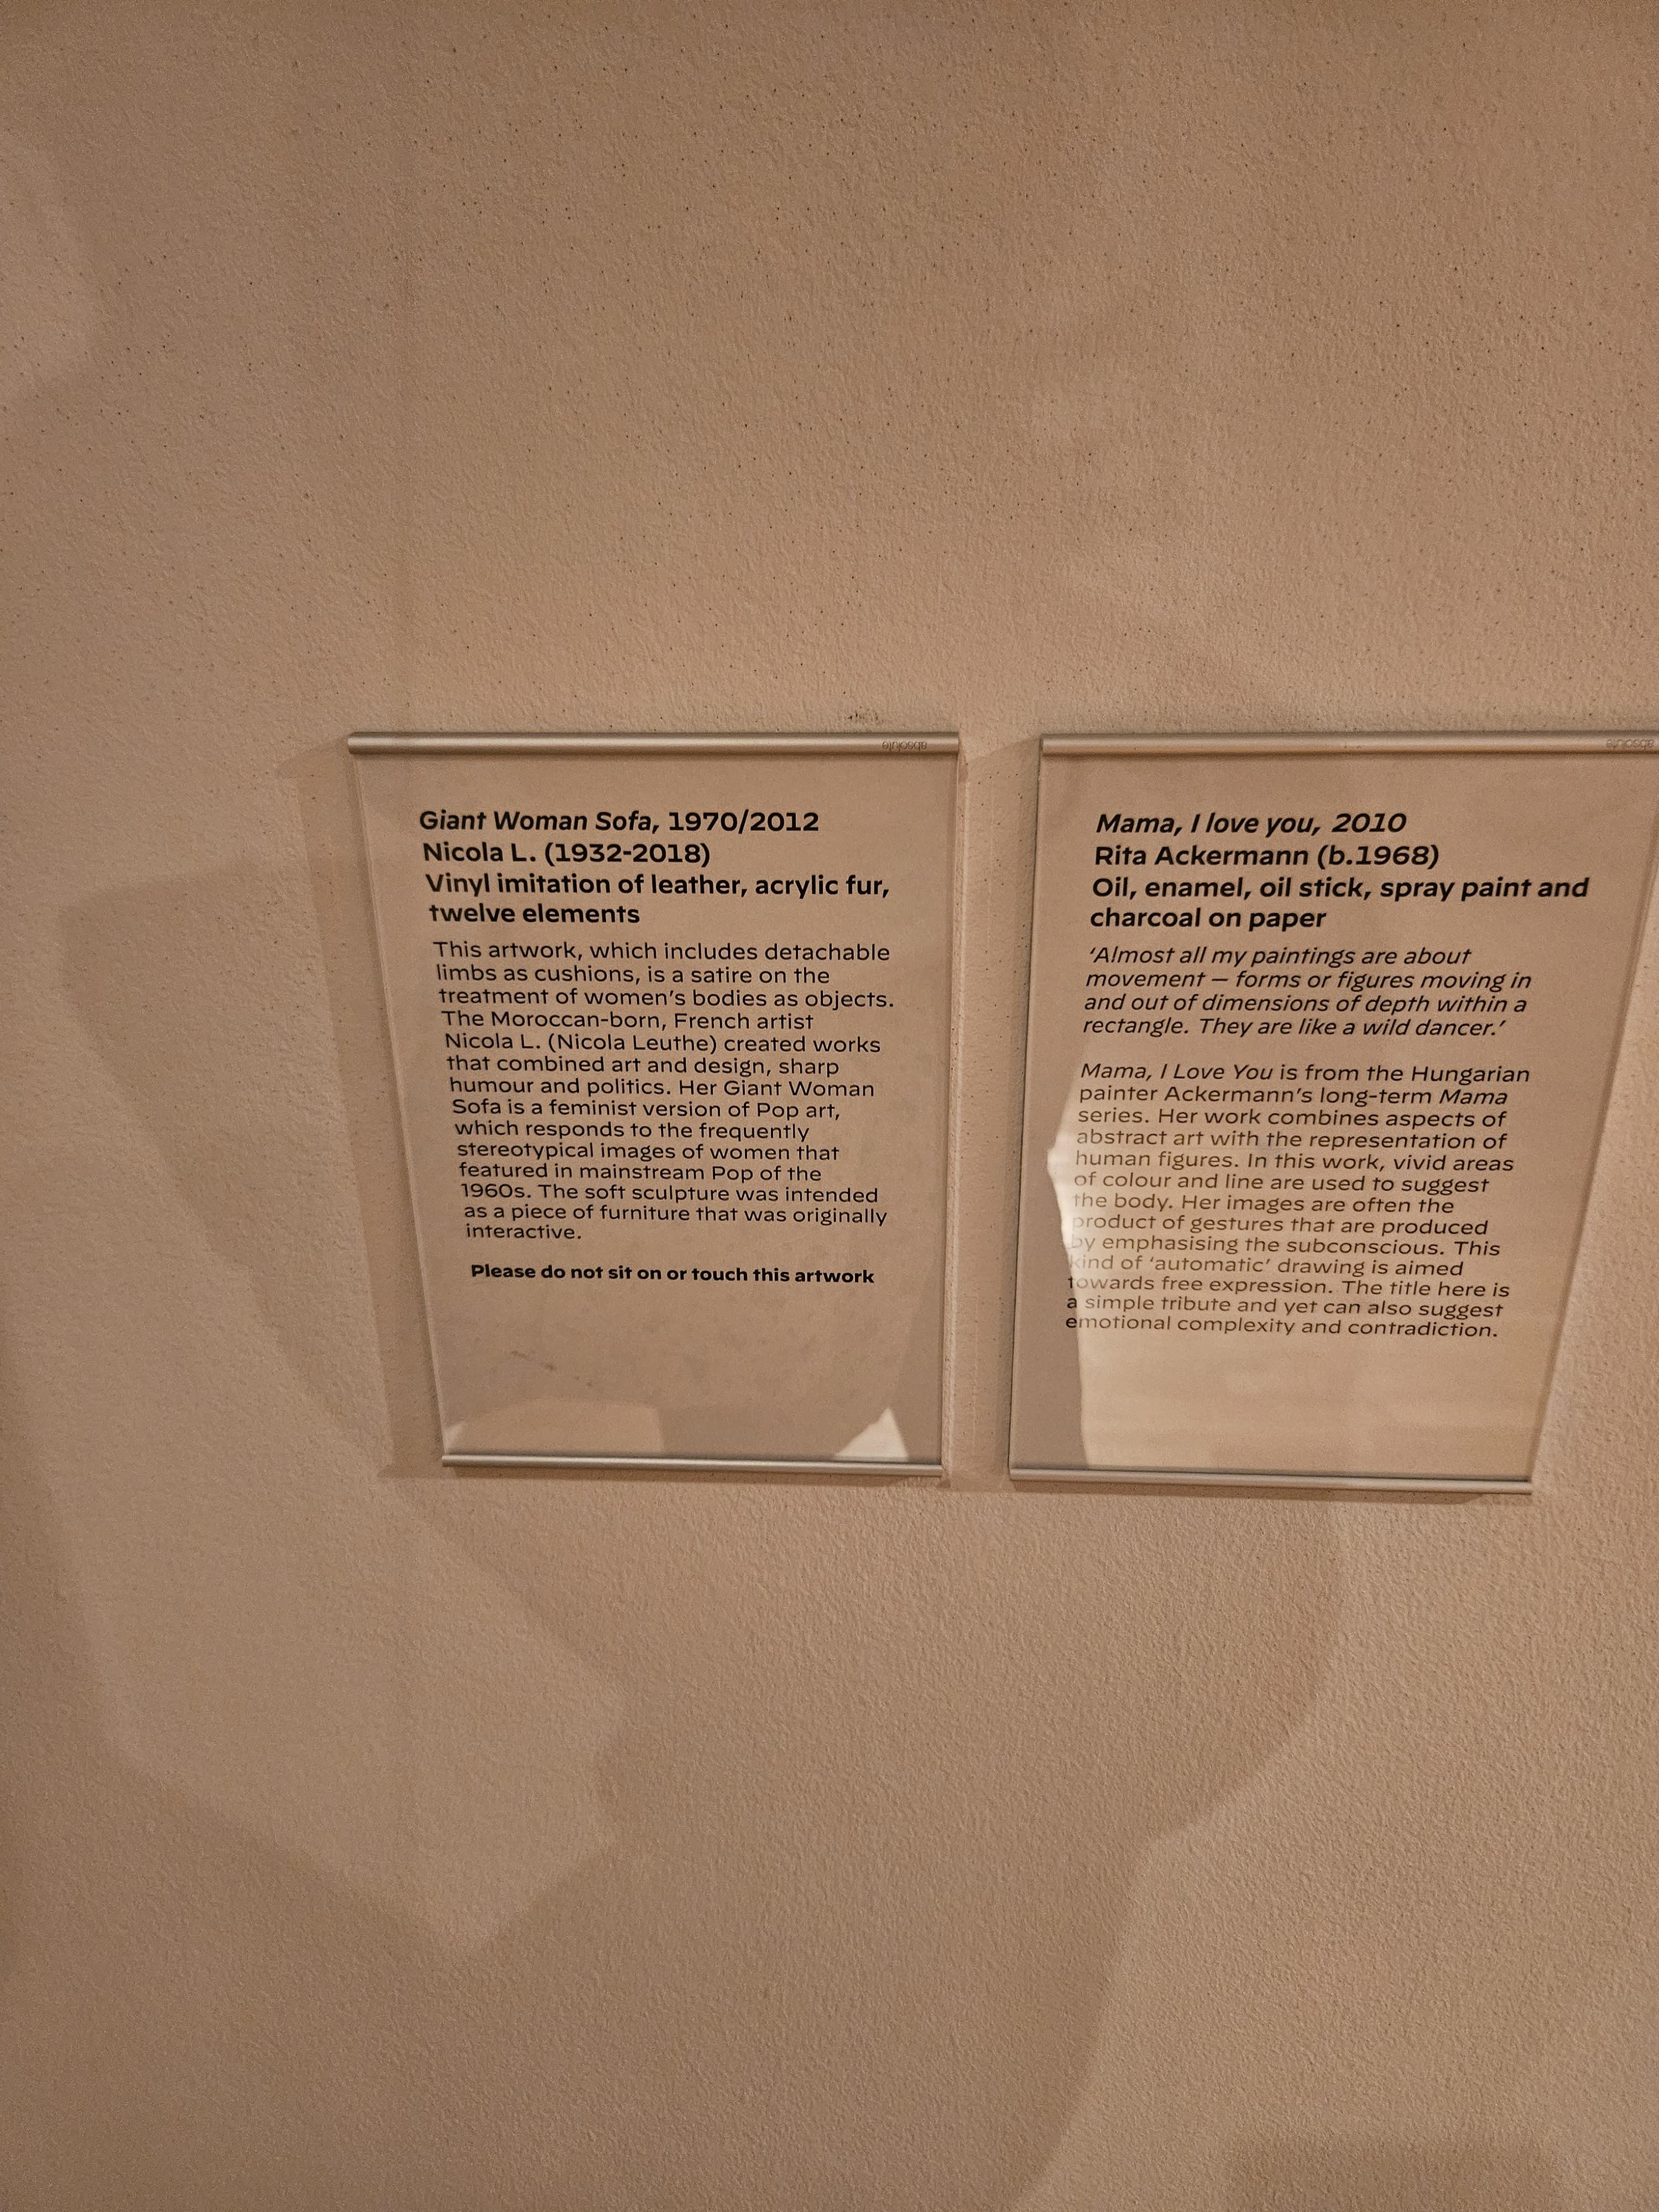 absolute
Giant Woman Sofa, 1970/2012
Nicola L. (1932-2018)
Vinyl imitation of leather, acrylic fur,
twelve elements
This artwork, which includes detachable
limbs as cushions, is a satire on the
treatment of women's bodies as objects.
The Moroccan-born, French artist
Nicola L. (Nicola Leuthe) created works
that combined art and design, sharp
humour and politics. Her Giant Woman
Sofa is a feminist version of Pop art,
which responds to the frequently
stereotypical images of women that
featured in mainstream Pop of the
1960s. The soft sculpture was intended
as a piece of furniture that was originally
interactive.
Please do not sit on or touch this artwork
absolute
Mama, I love you, 2010
Rita Ackermann (b.1968)
Oil, enamel, oil stick, spray paint and
charcoal on paper
‘Almost all my paintings are about
movement – forms or figures moving in
and out of dimensions of depth within a
rectangle. They are like a wild dancer.’
Mama, I Love You is from the Hungarian
painter Ackermann's long-term Mama
series. Her work combines aspects of
abstract art with the representation of
human figures. In this work, vivid areas
of colour and line are used to suggest
the body. Her images are often the
product of gestures that are produced
by emphasising the subconscious. This
kind of ‘automatic’ drawing is aimed
towards free expression. The title here is
a simple tribute and yet can also suggest
emotional complexity and contradiction.